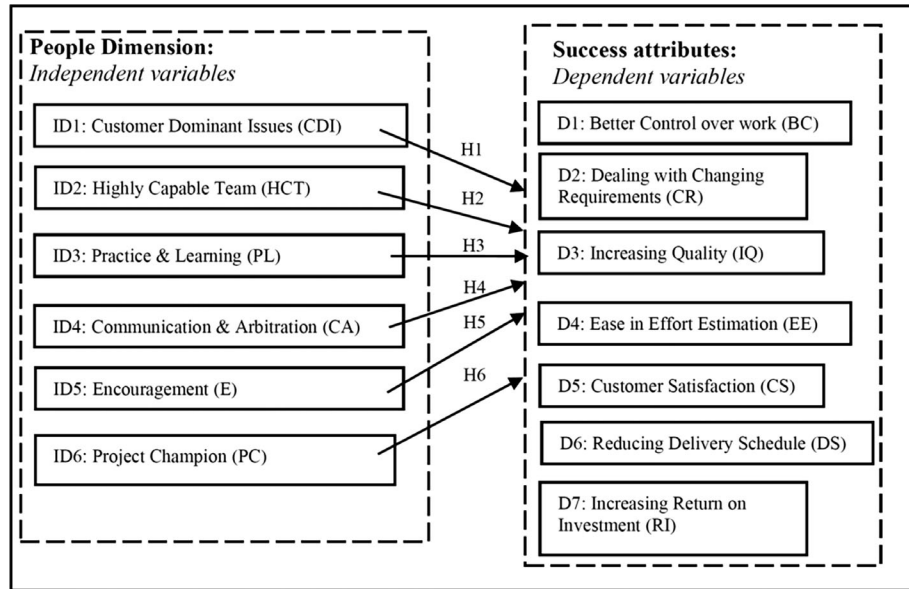 People Dimension:
Independent variables
ID1: Customer Dominant Issues (CDI)
ID2: Highly Capable Team (HCT)
ID3: Practice & Learning (PL)
ID4: Communication & Arbitration (CA)
ID5: Encouragement (E)
ID6: Project Champion (PC)
H1
H2
H3
H4
H5
H6
Success attributes:
Dependent variables
D1: Better Control over work (BC)
D2: Dealing with Changing
Requirements (CR)
D3: Increasing Quality (IQ)
D4: Ease in Effort Estimation (EE)
D5: Customer Satisfaction (CS)
D6: Reducing Delivery Schedule (DS)
D7: Increasing Return on
Investment (RI)